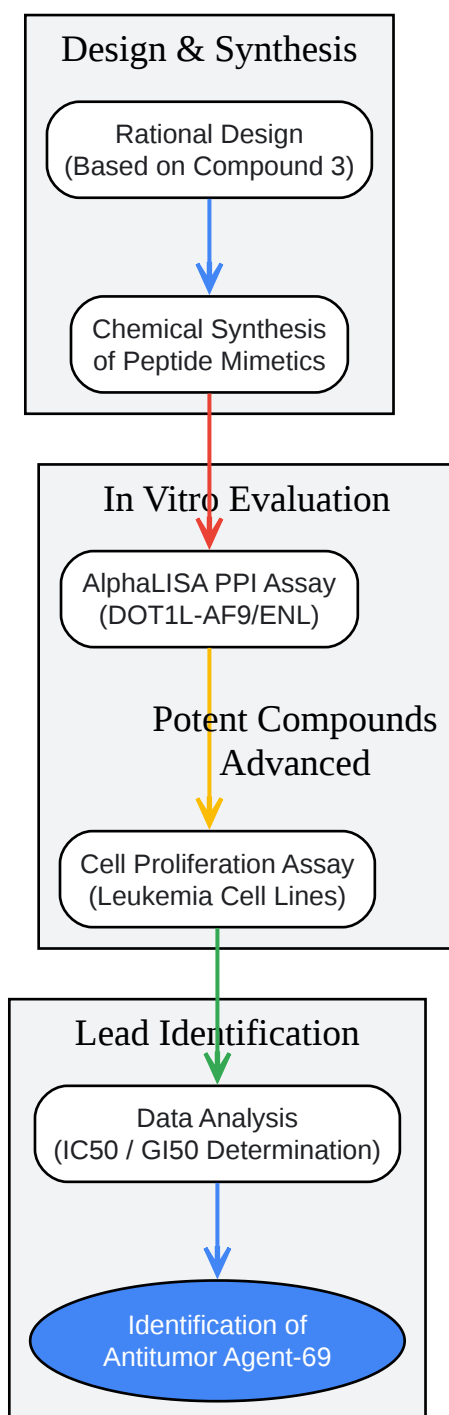 Design & Synthesis
Rational Design
(Based on Compound 3)
Chemical Synthesis
of Peptide Mimetics
In Vitro Evaluation
AlphaLISA PPI Assay
(DOT1L-AF9/ENL)
Potent Compounds
Advanced
Cell Proliferation Assay
(Leukemia Cell Lines)
Lead Identification
Data Analysis
(IC50 / GI50 Determination)
Identification of
Antitumor Agent-69